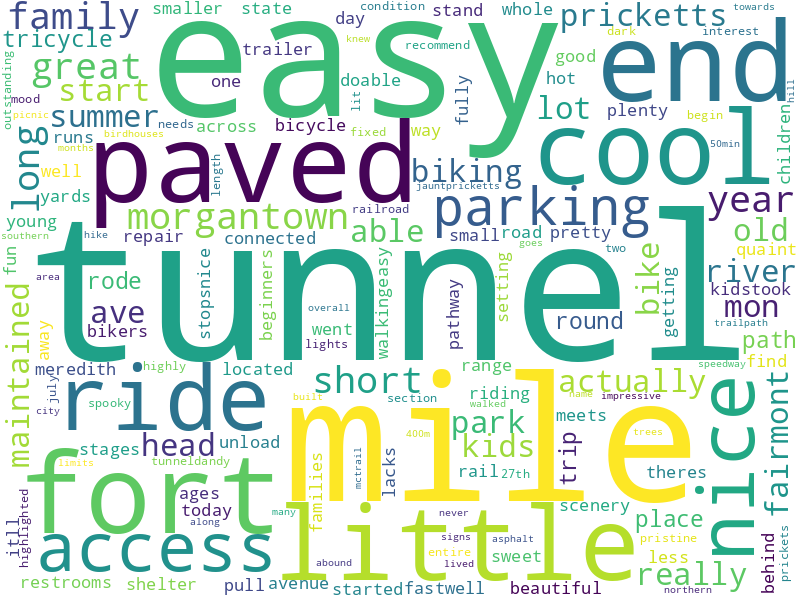 family
smaller
state
easy
whole
condition
towards
stand
pricketts
end
tricycle
day
trailer
knew
recommend
dark
interest
outstanding
great
good
mood
start
one
doable
hot
fully
lit
plenty
hill
picnic
summer
needs
bicycle
lot
begin
birdhouses
runs
across
fixed
way
cool
50min
children
long
paved
months
well
length
biking
jauntpricketts
yards
year
young
morgantown
railroad
parking
old
southern
hike
repair
connected
able
small
road
pretty
goes
two
quaint
fun
tunnel
area
rode
stopsnice
beginners
walkingeasy
setting
bike
getting
river
kidstook
mon
maintained
ave
overall
pathway
bikers
went
lights
round
trailpath
away
path
find
meredith
highly
located
short
range
actually
speedway
july
ride
built
section
riding
name
impressive
city
spooky
mile
walked
park
meets
nice
fairmont
head
unload
400m
kids
trip
trees
stages
tunneldandy
fort
mctrail
lacks
rail
27th
theres
limits
ages
families
today
along
many
little
scenery
place
itll
highlighted
access
never
signs
asphalt
pristine
behind
prickets
abound
entire
lived
sweet
less
really
northern
restrooms
shelter
pull
avenue
started
fastwell
beautiful